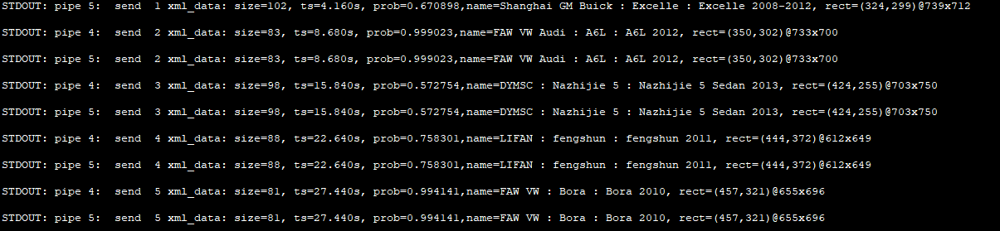 STDOUT: pipe 5:  send  1 xml_data: size=102, ts=4.160s, prob=0.670898,name=Shanghai GM Buick : Excelle : Excelle 2008-2012, rect=(324,299)@739x712
STDOUT: pipe 4:  send  2 xml_data: size=83, ts=8.680s, prob=0.999023,name=FAW VW Audi : A6L : A6L 2012, rect=(350,302)@733x700
STDOUT: pipe 5:  send  2 xml_data: size=83, ts=8.680s, prob=0.999023,name=FAW VW Audi : A6L : A6L 2012, rect=(350,302)@733x700
STDOUT: pipe 4:  send  3 xml_data: size=98, ts=15.840s, prob=0.572754,name=DYMSC : Nazhijie 5 : Nazhijie 5 Sedan 2013, rect=(424,255)@703x750
STDOUT: pipe 5:  send  3 xml_data: size=98, ts=15.840s, prob=0.572754,name=DYMSC : Nazhijie 5 : Nazhijie 5 Sedan 2013, rect=(424,255)@703x750
STDOUT: pipe 4:  send  4 xml_data: size=88, ts=22.640s, prob=0.758301,name=LIFAN : fengshun : fengshun 2011, rect=(444,372)@612x649
STDOUT: pipe 5:  send  4 xml_data: size=88, ts=22.640s, prob=0.758301,name=LIFAN : fengshun : fengshun 2011, rect=(444,372)@612x649
STDOUT: pipe 4:  send  5 xml_data: size=81, ts=27.440s, prob=0.994141,name=FAW VW : Bora : Bora 2010, rect=(457,321)@655x696
STDOUT: pipe 5:  send  5 xml_data: size=81, ts=27.440s, prob=0.994141,name=FAW VW : Bora : Bora 2010, rect=(457,321)@655x696